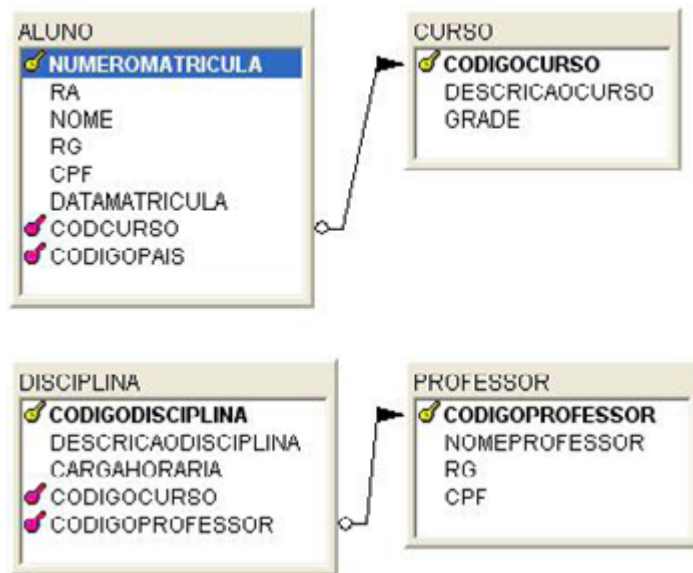 ALUNO
NUMEROMATRICULA
RA
NOME
RG
CPF
DATAMATRICULA
CODCURSO
CODIGOPAIS
CURSO
CODIGOCURSO
DESCRICAOCURSO
GRADE
DISCIPLINA
CODIGODISCIPLINA
DESCRICAODISCIPLINA
CARGAHORARIA
CODIGOCURSO
CODIGOPROFESSOR
PROFESSOR
CODIGOPROFESSOR
NOMEPROFESSOR
RG
CPF